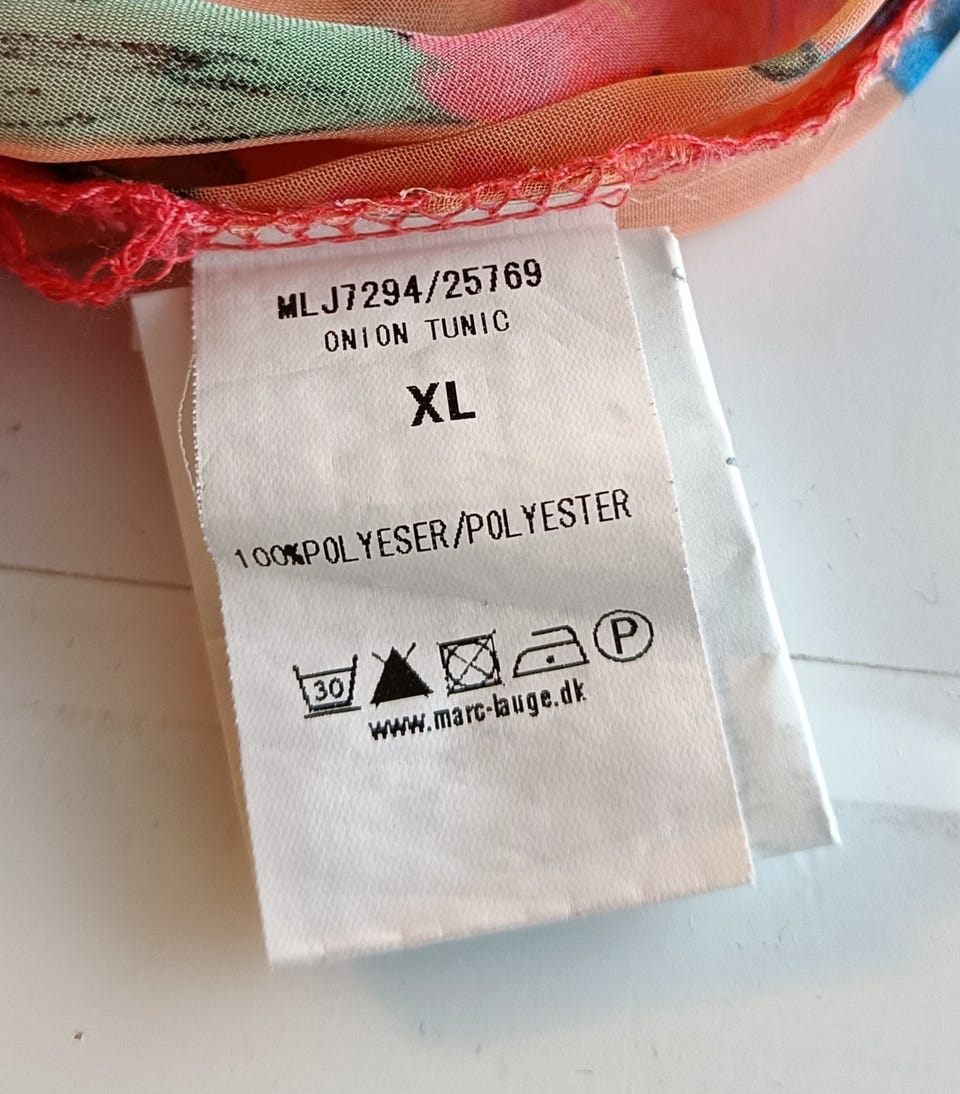 MLJ7294/25769
ONION TUNIC
XL
100%POLYESER/POLYESTER
30 P
www.marc-lauge.dk